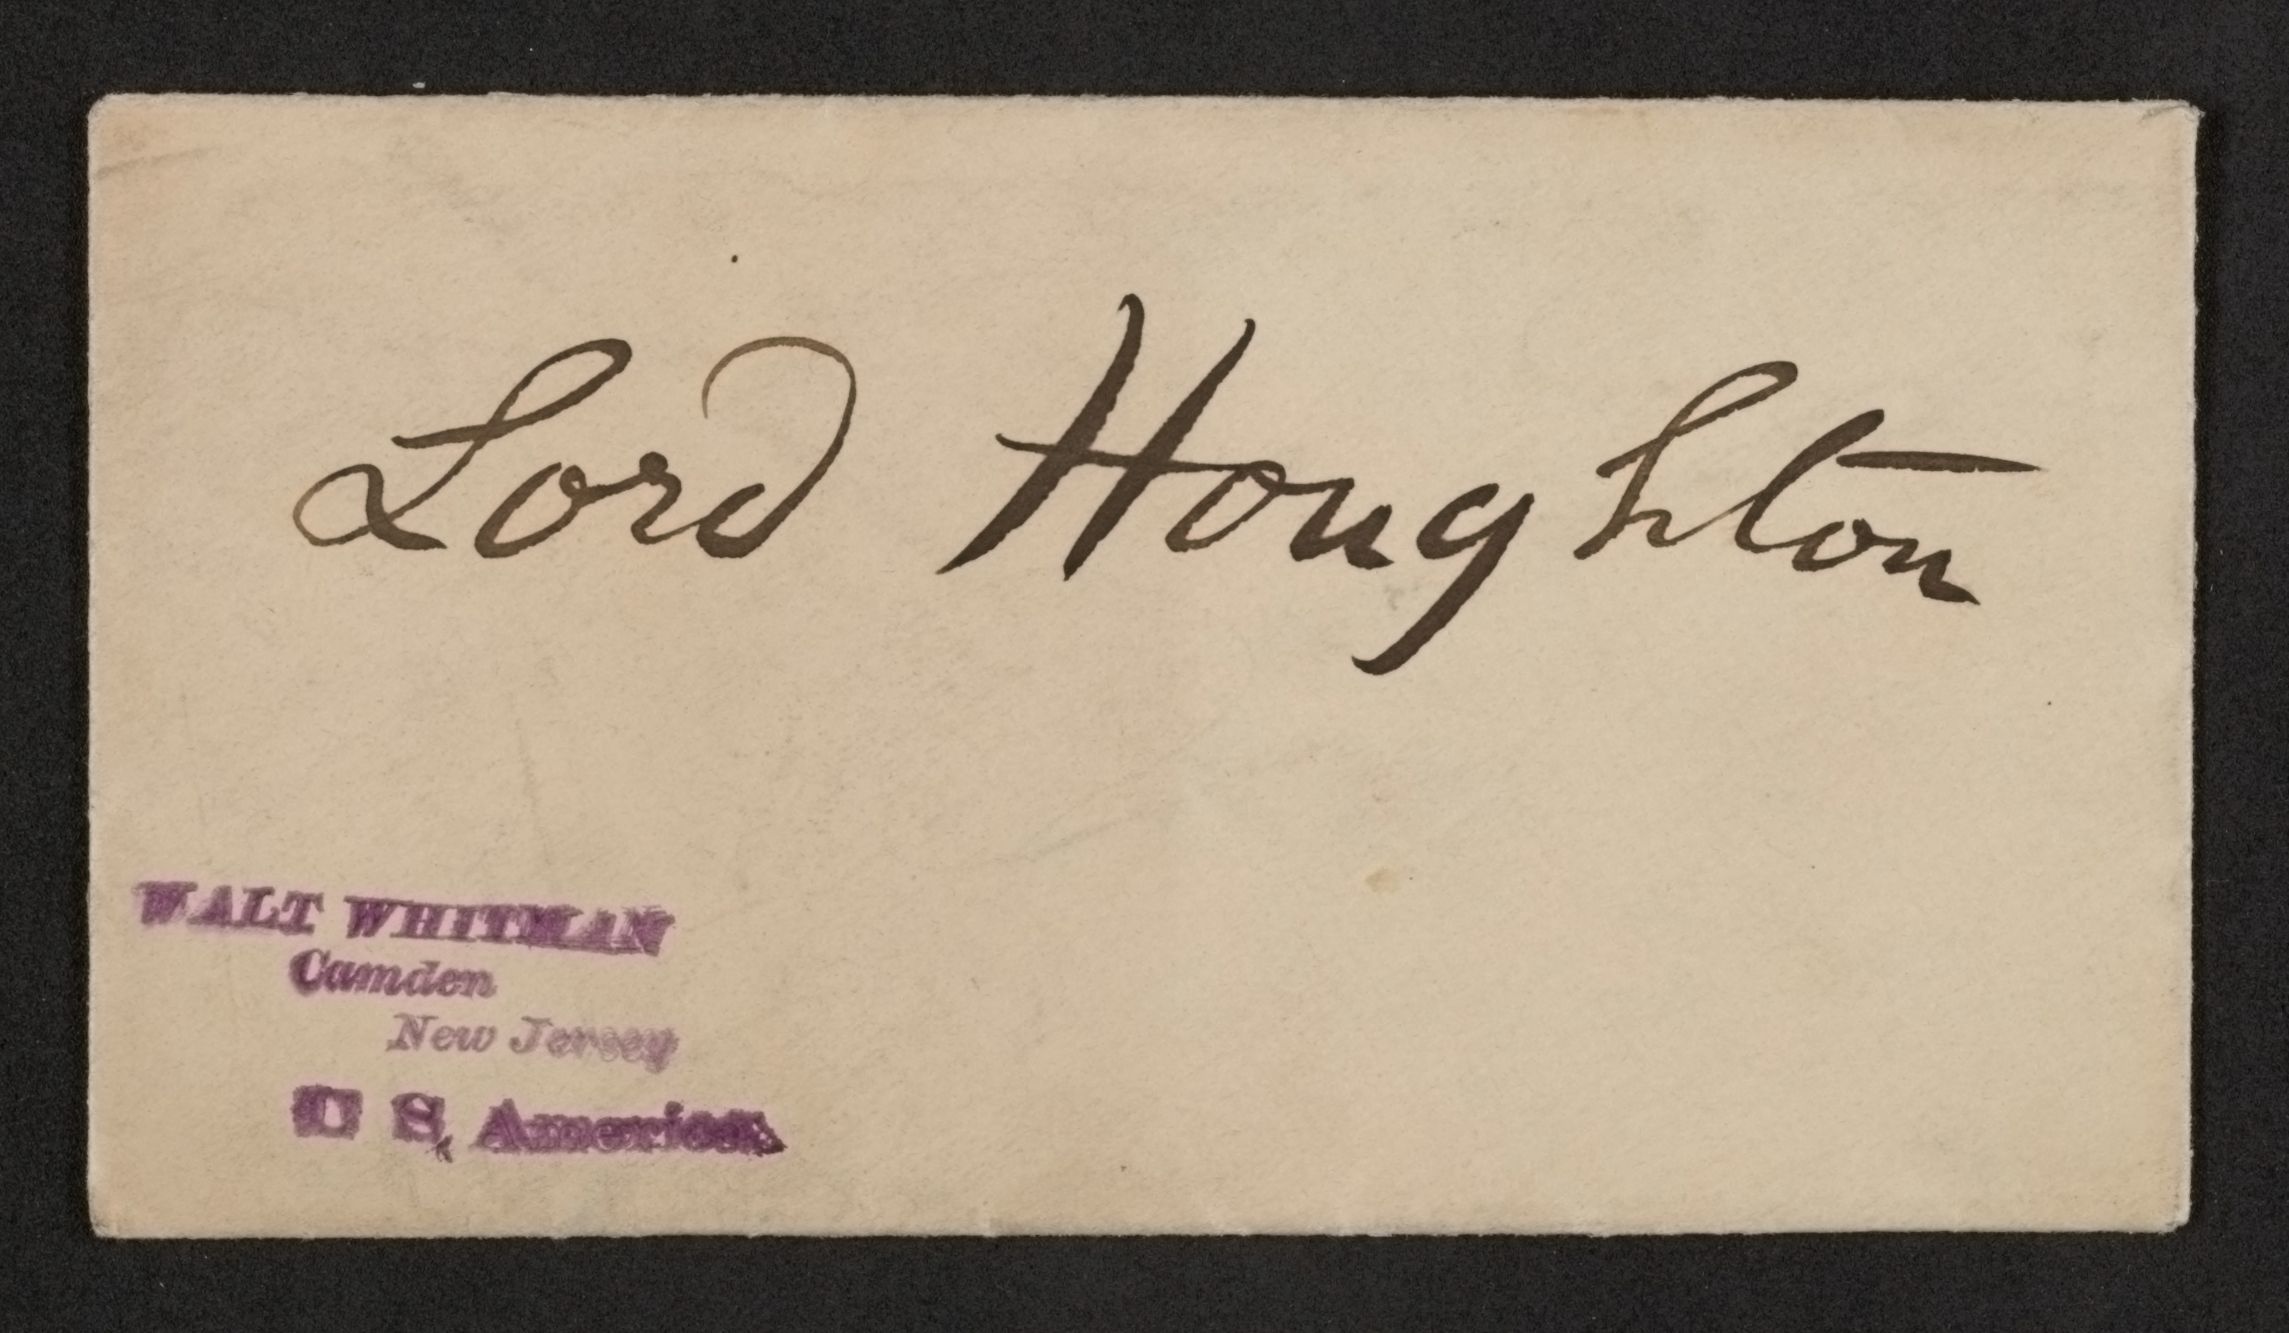 Lord Houghton
WALT WHITMAN
Camden
New Jersey
U S, America.